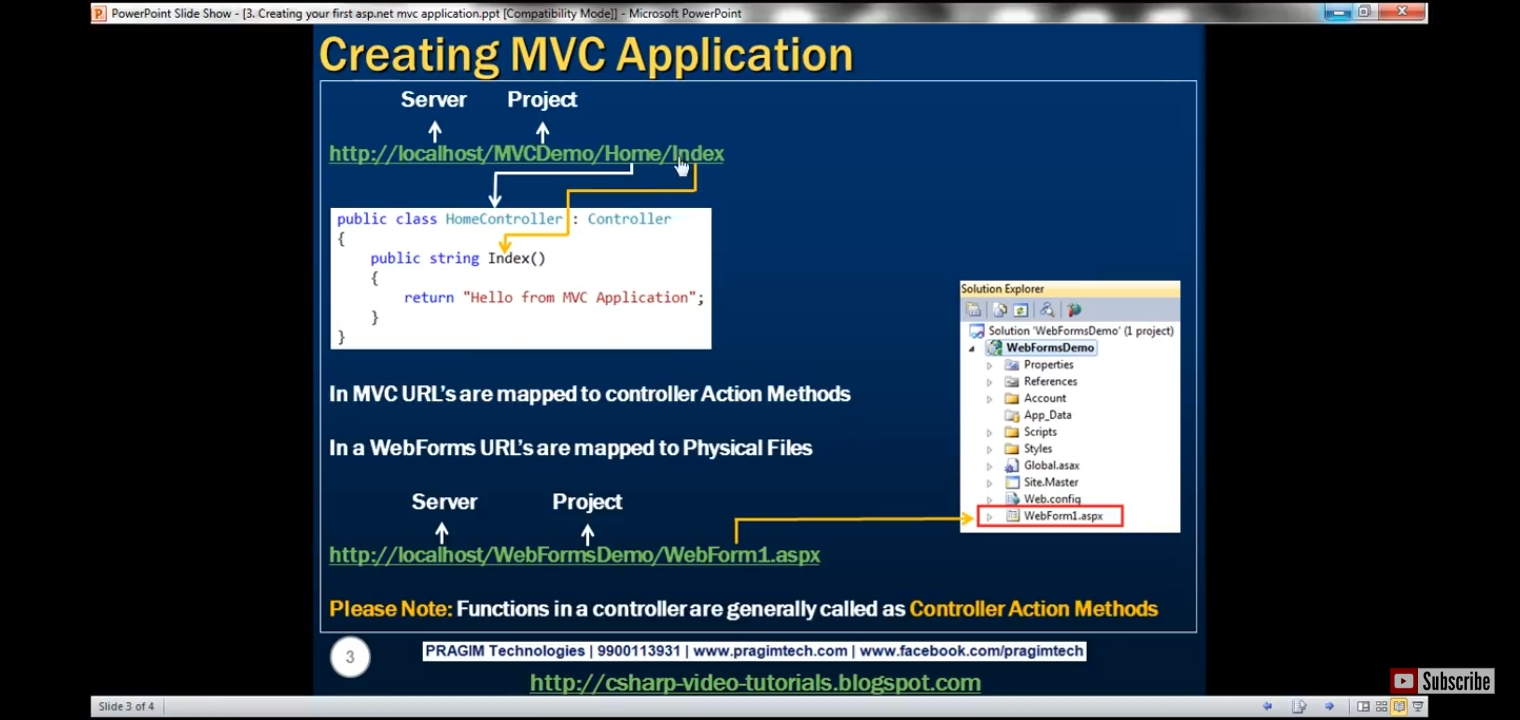 PowerPoint Slide Show - [3. Creating your first asp.net mvc application.ppt [Compatibility Mode]] - Microsoft PowerPoint
Creating MVC Application
Server Project
http://localhost/MVCDemo/Home/Index
public class HomeController : Controller
{
public string Index()
{
return "Hello from MVC Application";
}
}
In MVC URL's are mapped to controller Action Methods
In a WebForms URL's are mapped to Physical Files
Server Project
http://localhost/WebFormsDemo/WebForm1.aspx
Solution Explorer
Solution 'WebFormsDemo' (1 project)
WebFormsDemo
Properties
References
Account
App_Data
Scripts
Styles
Global.asax
Site.Master
Web.config
WebForm1.aspx
Please Note: Functions in a controller are generally called as Controller Action Methods
3
PRAGIM Technologies | 9900113931 | www.pragimtech.com | www.facebook.com/pragimtech
http://csharp-video-tutorials.blogspot.com
Subscribe
Slide 3 of 4